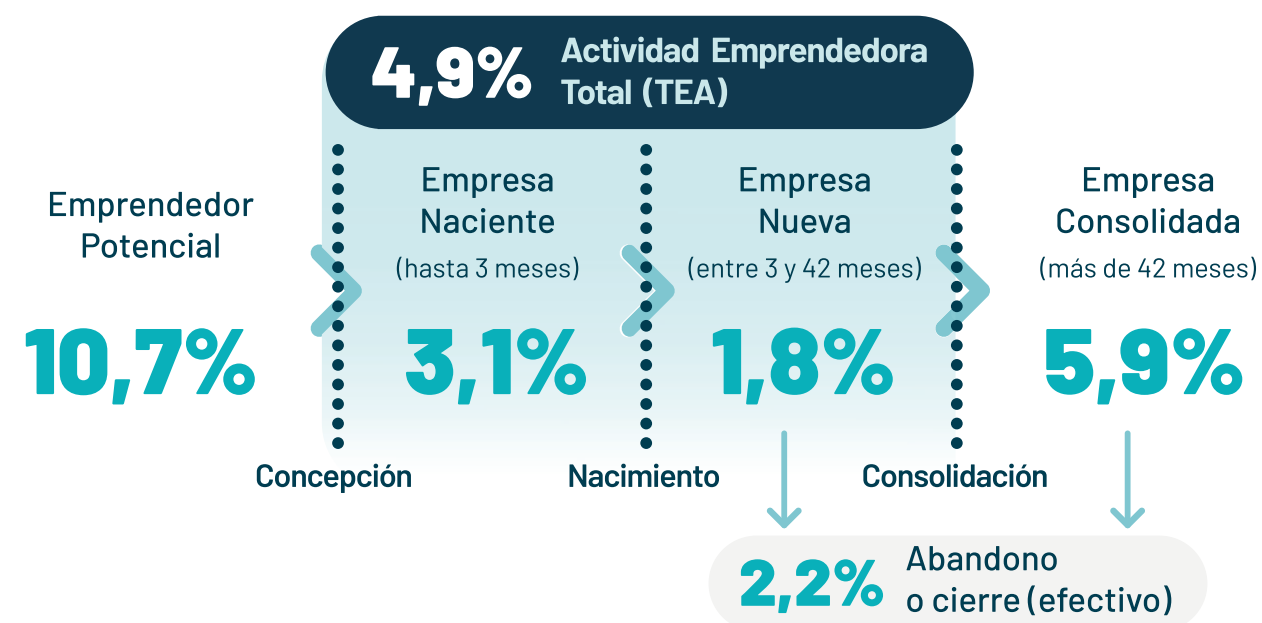 4,9%
Actividad Emprendedora
Total (TEA)
Emprendedor
Potencial
10,7%
Empresa
Naciente
(hasta 3 meses)
3,1%
Empresa
Nueva
(entre 3 y 42 meses)
1,8%
Empresa
Consolidada
(más de 42 meses)
5,9%
Concepción
Nacimiento
Consolidación
2,2%
Abandono
o cierre (efectivo)